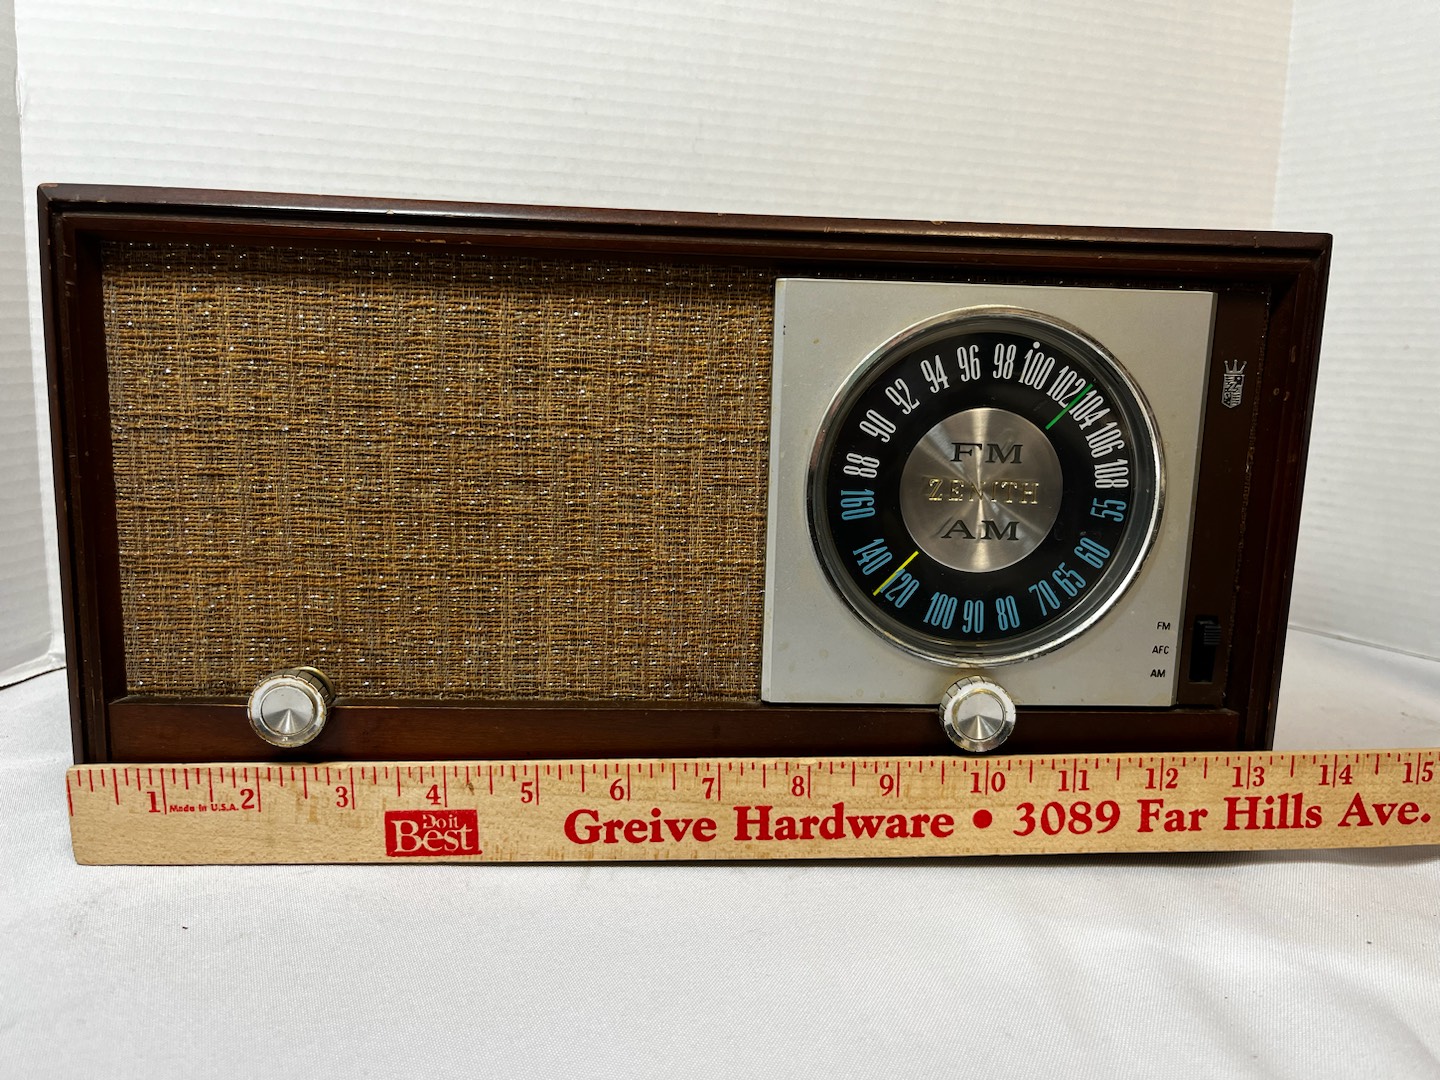 88 90 92 94 96 98 100 102 104 106 108
FM
ZENITH
AM
160 140 120 100 90 80 70 65 60 55
FM
AFC
AM
1 2 3 4 5 6 7 8 9 10 11 12 13 14 15
Made in U.S.A.
Do it
Best
Greive Hardware • 3089 Far Hills Ave.